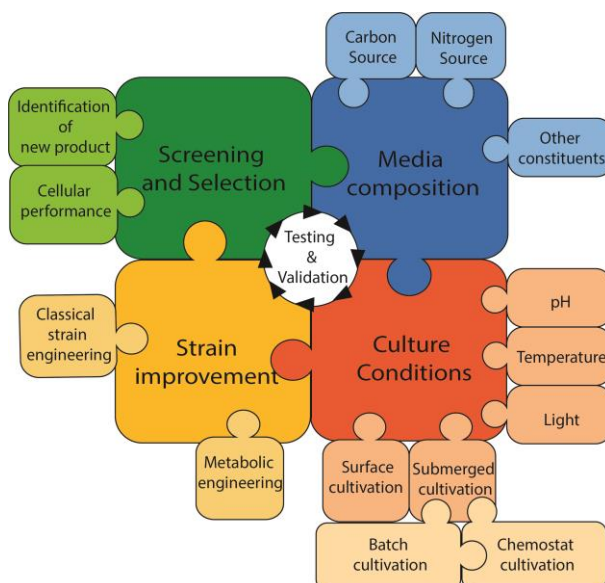 Carbon
Source
Nitrogen
Source
Identification
of
new product
Cellular
performance
Screening
and Selection
Media
composition
Other
constituents
Testing
&
Validation
Classical
strain
engineering
Strain
improvement
Culture
Conditions
pH
Temperature
Light
Metabolic
engineering
Surface
cultivation
Submerged
cultivation
Batch
cultivation
Chemostat
cultivation